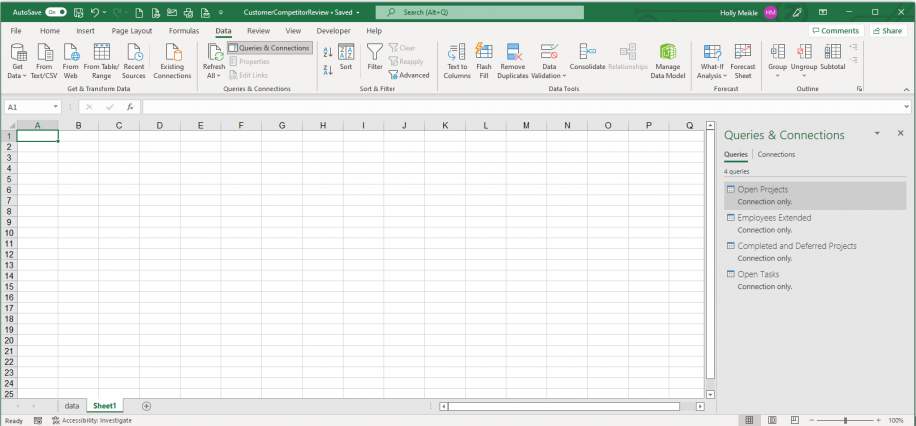 AutoSave On CustomerCompetitorReview • Saved Search (Alt+Q) Holly Meikle HM
File Home Insert Page Layout Formulas Data Review View Developer Help Comments Share
Get Data From Text/CSV From Web From Table/ Range Recent Sources Existing Connections Refresh All Queries & Connections Properties Edit Links Sort Filter Clear Reapply Advanced Text to Columns Flash Fill Remove Duplicates Data Validation Consolidate Relationships Manage Data Model What-If Analysis Forecast Sheet Group Ungroup Subtotal
Get & Transform Data Queries & Connections Sort & Filter Data Tools Forecast Outline
A1 fx
A B C D E F G H I J K L M N O P Q
1
2
3
4
5
6
7
8
9
10
11
12
13
14
15
16
17
18
19
20
21
22
23
24
25
Queries & Connections
Queries Connections
4 queries
Open Projects
Connection only.
Employees Extended
Connection only.
Completed and Deferred Projects
Connection only.
Open Tasks
Connection only.
data Sheet1
Ready Accessibility: Investigate 100%